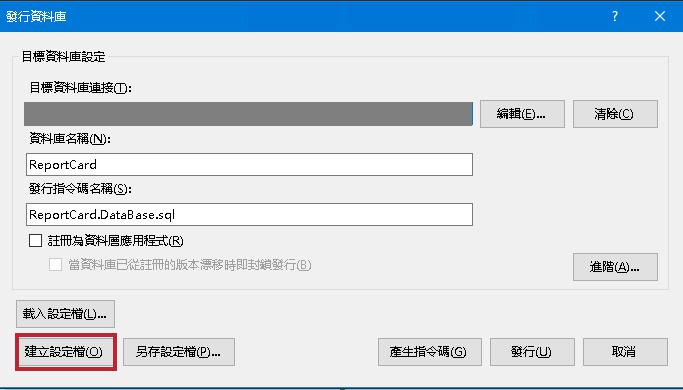 發行資料庫
目標資料庫設定
目標資料庫連接(T):
編輯(E)...
清除(C)
資料庫名稱(N):
ReportCard
發行指令碼名稱(S):
ReportCard.DataBase.sql
註冊為資料層應用程式(R)
當資料庫已從註冊的版本漂移時即封鎖發行(B)
進階(A)...
載入設定檔(L)...
建立設定檔(O)
另存設定檔(P)...
產生指令碼(G)
發行(U)
取消